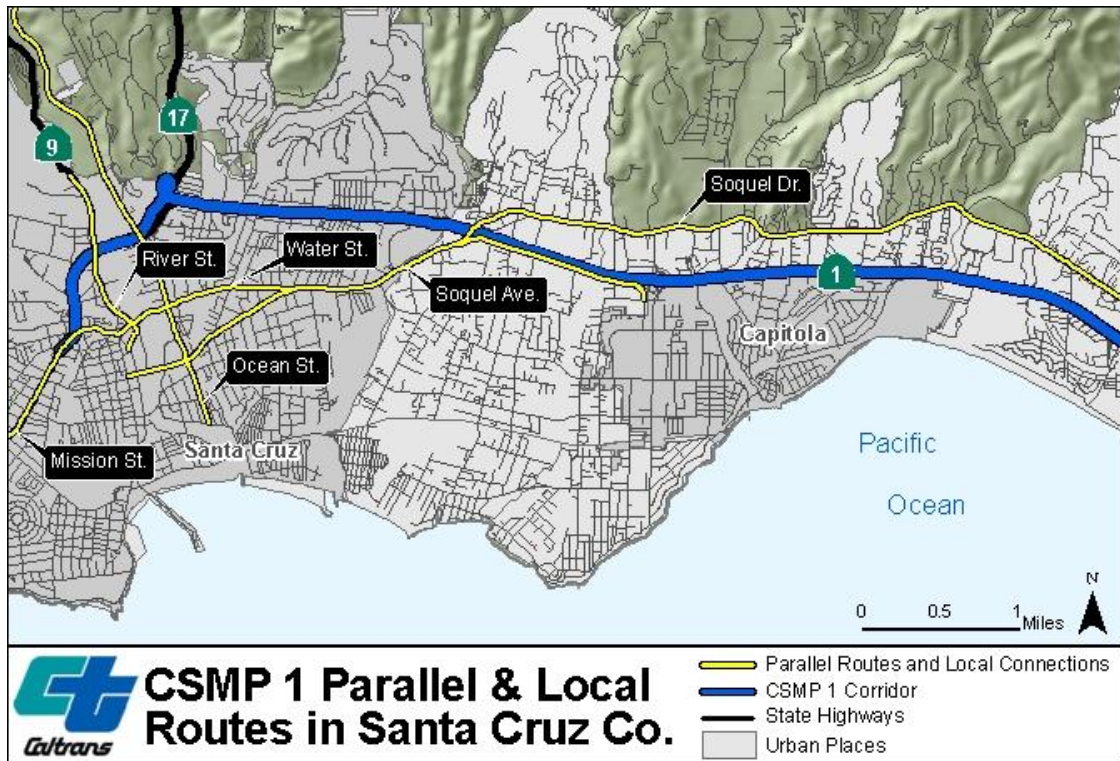 17
9
Soquel Dr.
River St.
Water St.
Soquel Ave.
1
Capitola
Ocean St.
Santa Cruz
Mission St.
Pacific
Ocean
N
0 0.5 1
Miles
Caltrans
CSMP 1 Parallel & Local
Routes in Santa Cruz Co.
Parallel Routes and Local Connections
CSMP 1 Corridor
State Highways
Urban Places